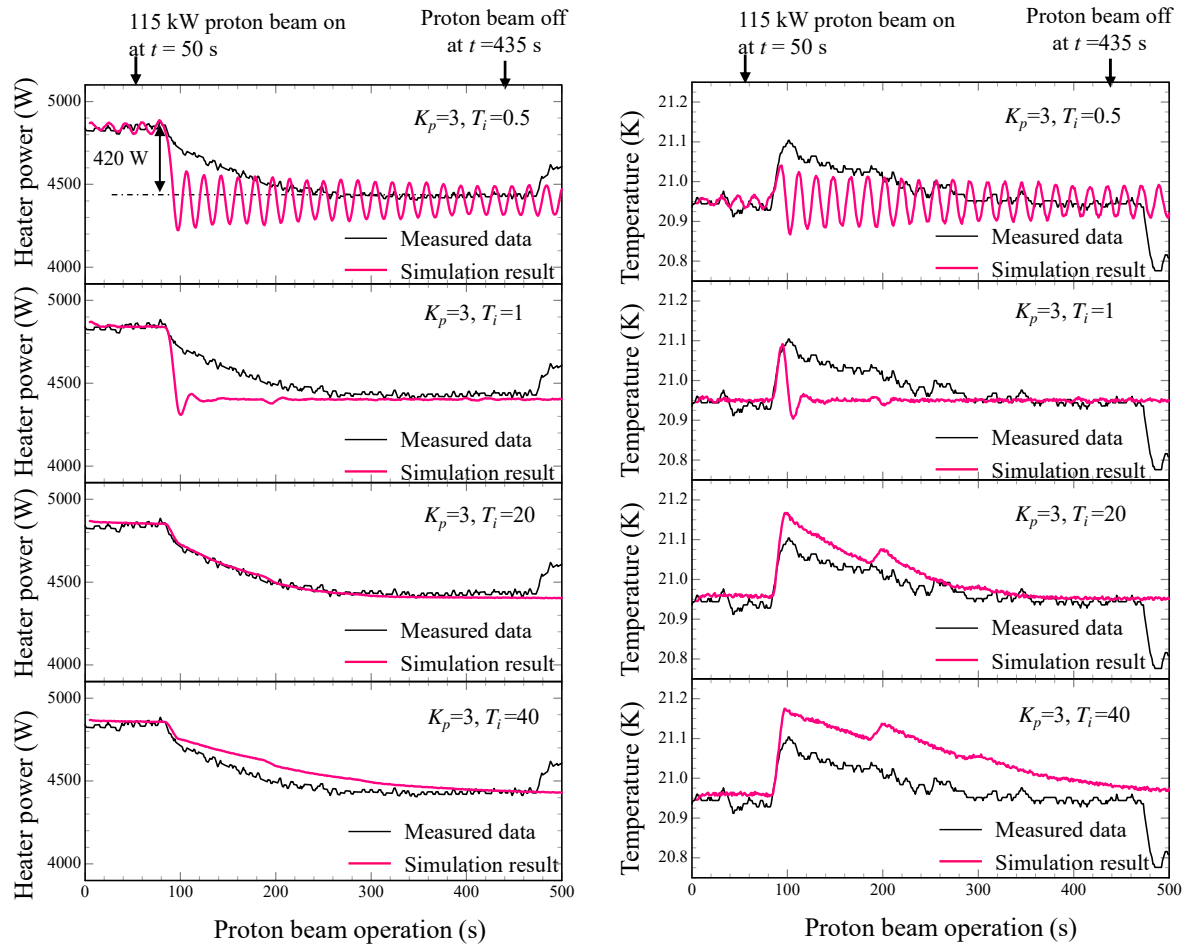 115 kW proton beam on
at t = 50 s
Proton beam off
at t =435 s
5000
4500
4000
Heater power (W)
420 W
Kp=3, Ti=0.5
Measured data
Simulation result
5000
4500
4000
Heater power (W)
Kp=3, Ti=1
Measured data
Simulation result
5000
4500
4000
Heater power (W)
Kp=3, Ti=20
Measured data
Simulation result
5000
4500
4000
Heater power (W)
Kp=3, Ti=40
Measured data
Simulation result
0 100 200 300 400 500
Proton beam operation (s)
115 kW proton beam on
at t = 50 s
Proton beam off
at t =435 s
21.2
21.1
21.0
20.9
20.8
Temperature (K)
Kp=3, Ti=0.5
Measured data
Simulation result
21.2
21.1
21.0
20.9
20.8
Temperature (K)
Kp=3, Ti=1
Measured data
Simulation result
21.2
21.1
21.0
20.9
20.8
Temperature (K)
Kp=3, Ti=20
Measured data
Simulation result
21.2
21.1
21.0
20.9
20.8
Temperature (K)
Kp=3, Ti=40
Measured data
Simulation result
0 100 200 300 400 500
Proton beam operation (s)